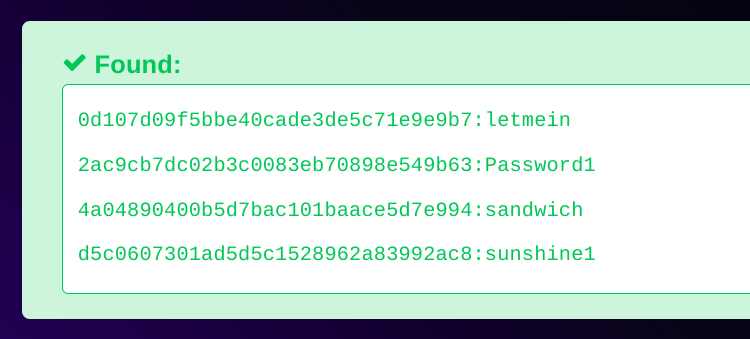 Found:
0d107d09f5bbe40cade3de5c71e9e9b7:letmein
2ac9cb7dc02b3c0083eb70898e549b63:Password1
4a04890400b5d7bac101baace5d7e994:sandwich
d5c0607301ad5d5c1528962a83992ac8:sunshine1